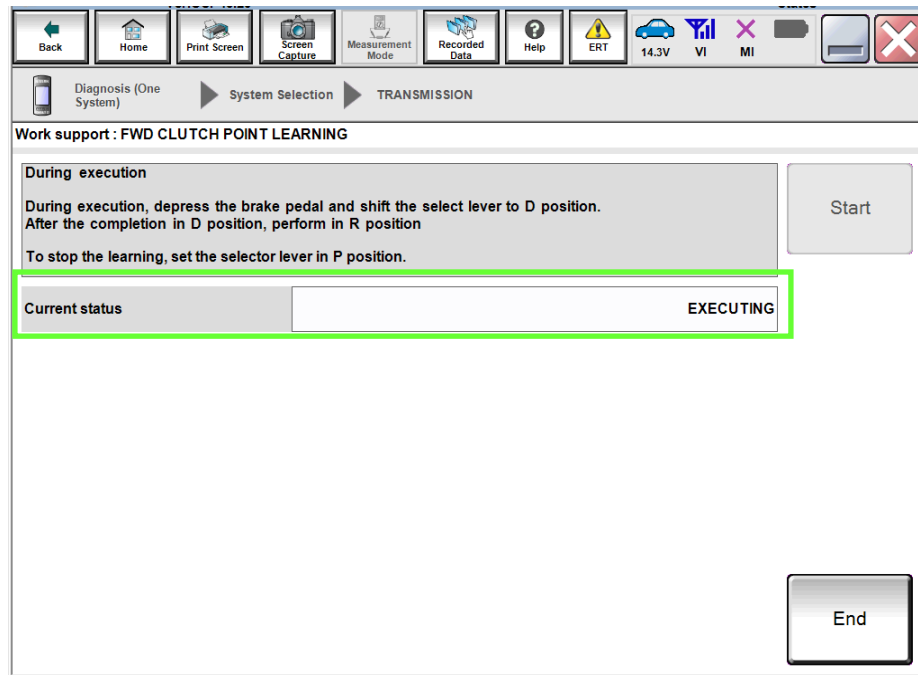 Back
Home
Print Screen
Screen
Capture
Measurement
Mode
Recorded
Data
Help
ERT
14.3V
VI
MI
Diagnosis (One
System)
System Selection
TRANSMISSION
Work support : FWD CLUTCH POINT LEARNING
During execution
During execution, depress the brake pedal and shift the select lever to D position.
After the completion in D position, perform in R position
To stop the learning, set the selector lever in P position.
Start
Current status
EXECUTING
End